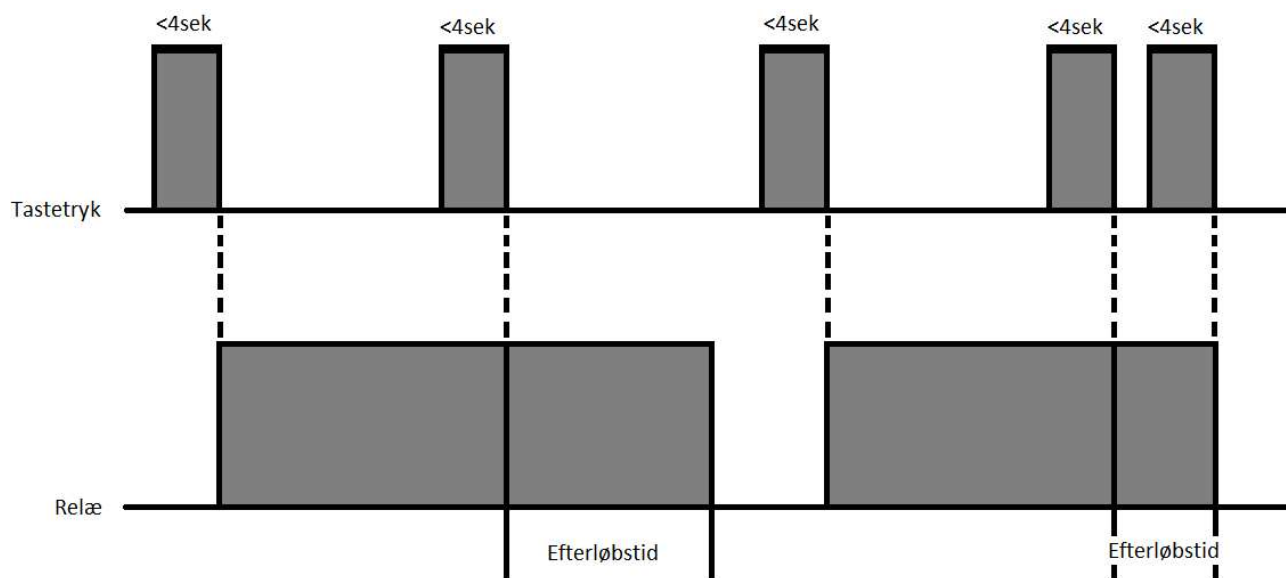 <4sek
<4sek
<4sek
<4sek
<4sek
Tastetryk
Relæ
Efterløbstid
Efterløbstid